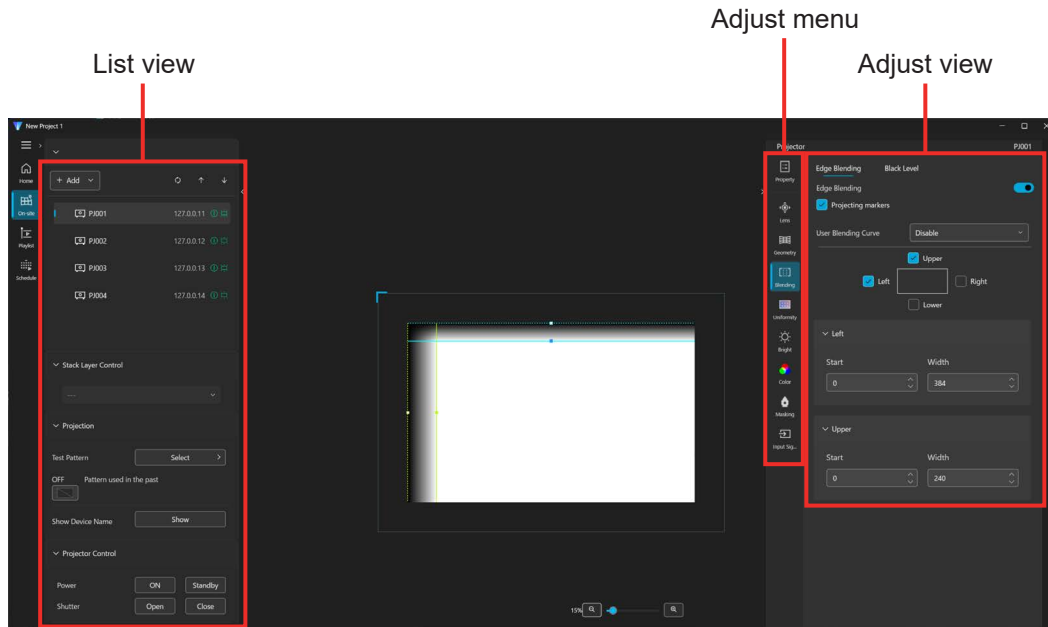 Adjust menu
List view
Adjust view
New Project 1
Projector
PJ001
Home
On-site
Playlist
Schedule
+ Add
PJ001
127.0.0.11
PJ002
127.0.0.12
PJ003
127.0.0.13
PJ004
127.0.0.14
Stack Layer Control
----
Projection
Test Pattern
Select
OFF
Pattern used in the past
Show Device Name
Show
Projector Control
Power
ON
Standby
Shutter
Open
Close
15%
Property
Lens
Geometry
Blending
Uniformity
Bright
Color
Masking
Input Sig...
Edge Blending
Black Level
Edge Blending
Projecting markers
User Blending Curve
Disable
Upper
Left
Right
Lower
Left
Start
Width
0
384
Upper
Start
Width
0
240